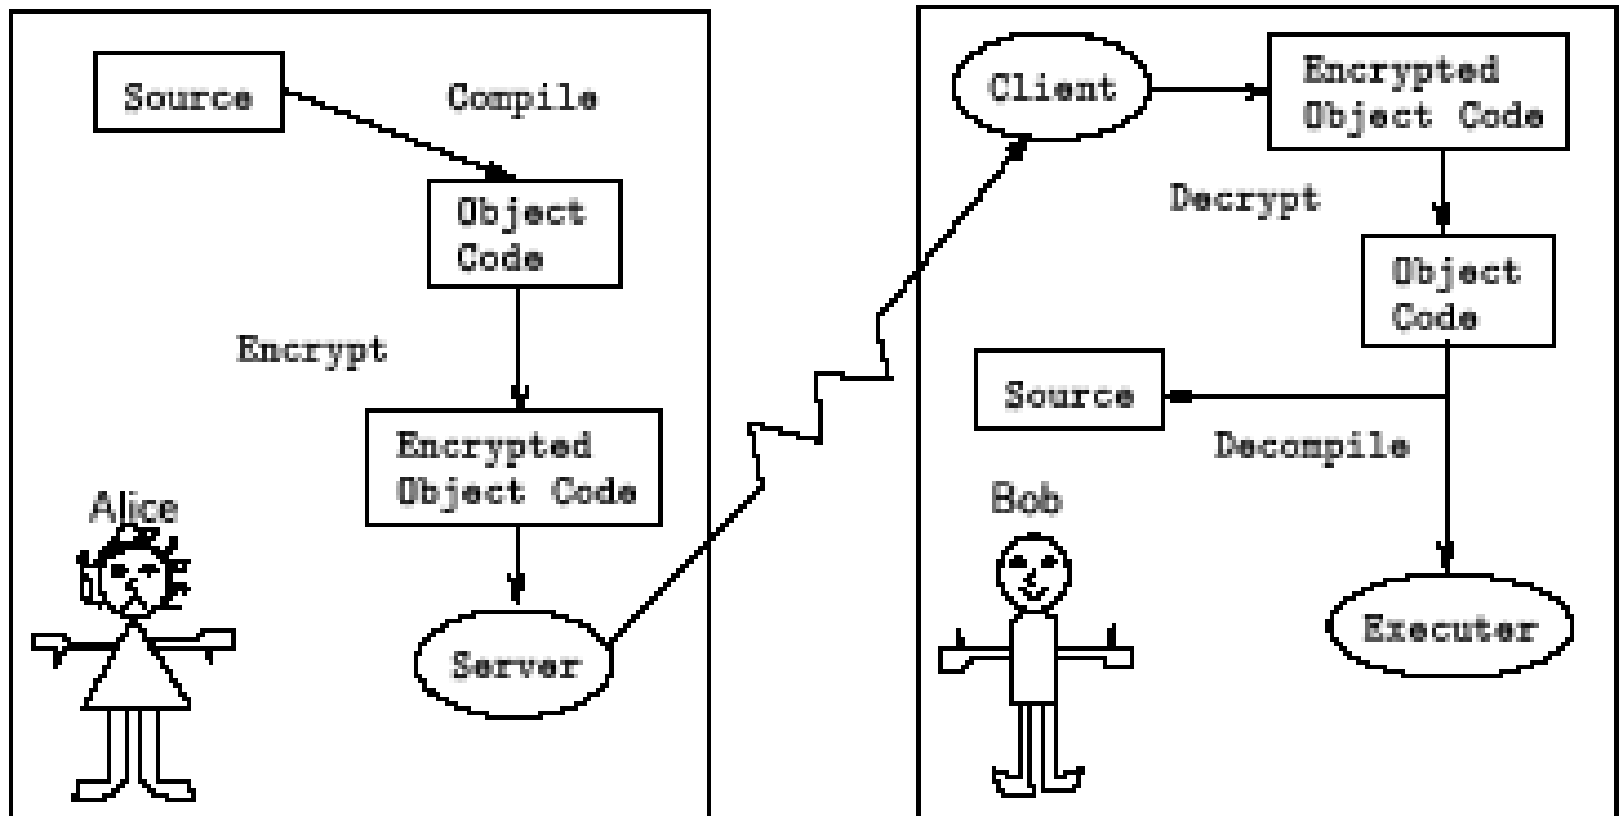 Source
Compile
Object
Code
Encrypt
Encrypted
Object Code
Alice
Server
Client
Encrypted
Object Code
Decrypt
Object
Code
Source
Decompile
Bob
Executer